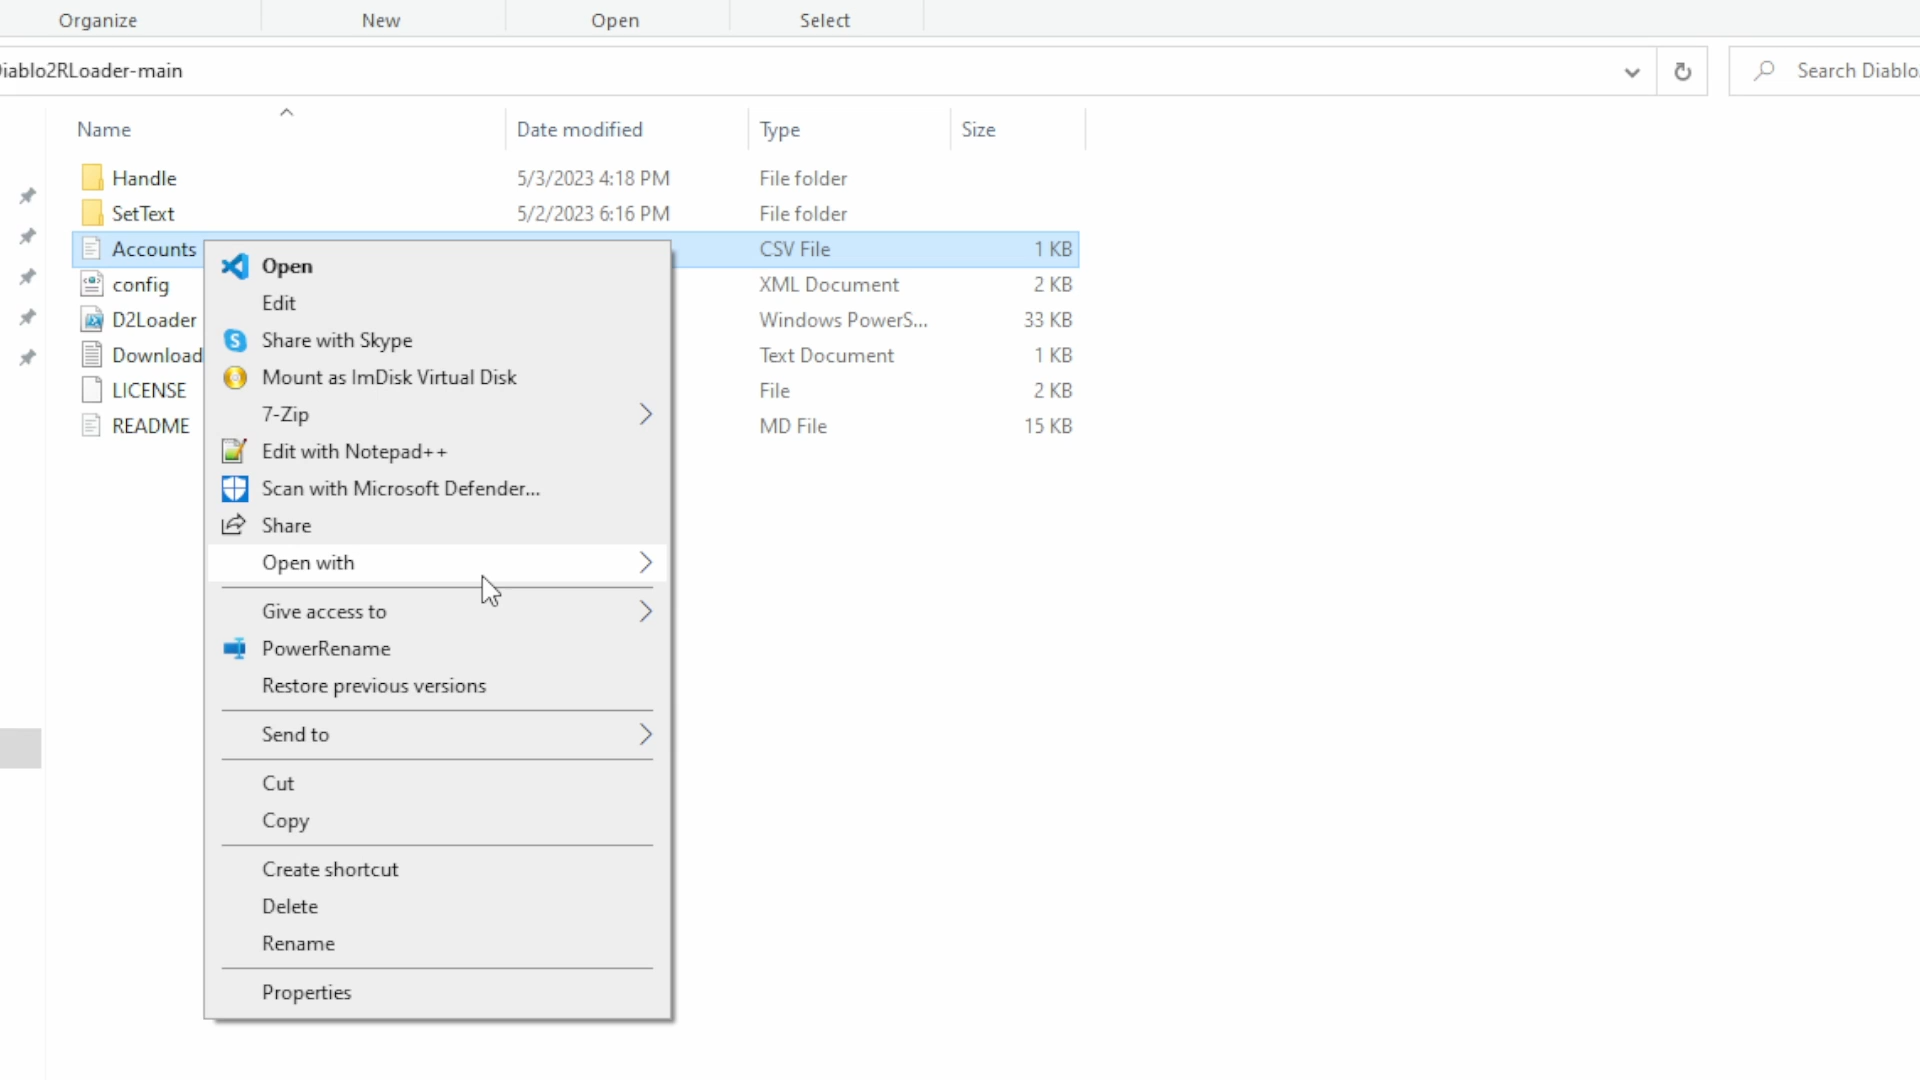 Organize New Open Select
Diablo2RLoader-main
Search Diablo
Name Date modified Type Size
Handle 5/3/2023 4:18 PM File folder
SetText 5/2/2023 6:16 PM File folder
Accounts CSV File 1 KB
config XML Document 2 KB
D2Loader Windows PowerS... 33 KB
Download Text Document 1 KB
LICENSE File 2 KB
README MD File 15 KB
Open
Edit
Share with Skype
Mount as ImDisk Virtual Disk
7-Zip
Edit with Notepad++
Scan with Microsoft Defender...
Share
Open with
Give access to
PowerRename
Restore previous versions
Send to
Cut
Copy
Create shortcut
Delete
Rename
Properties